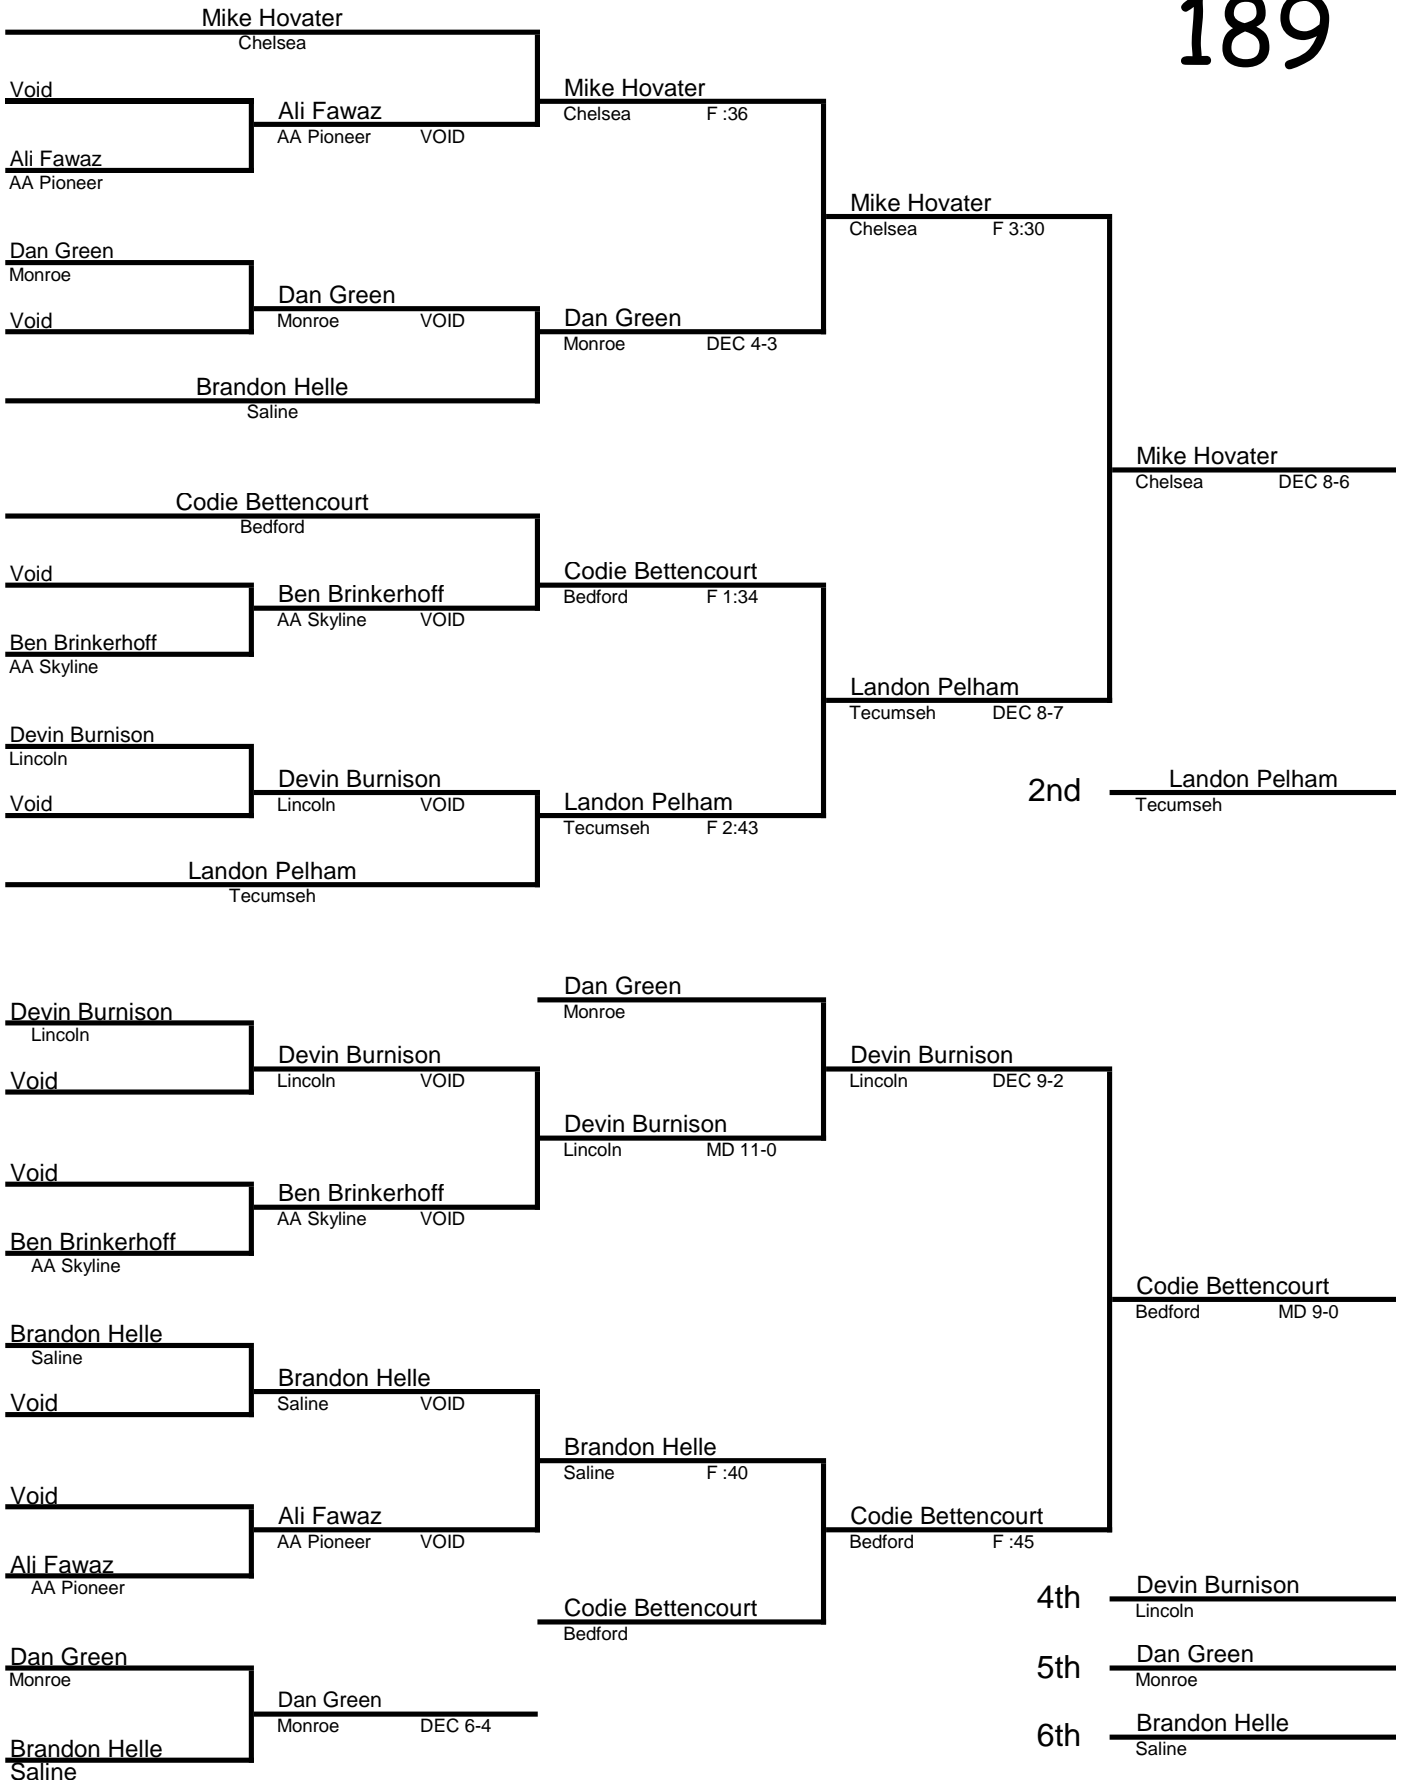 189
Mike Hovater
Chelsea
Void
Ali Fawaz
AA Pioneer VOID
Ali Fawaz
AA Pioneer
Mike Hovater
Chelsea F :36
Dan Green
Monroe
Dan Green
Monroe VOID
Void
Dan Green
Monroe DEC 4-3
Brandon Helle
Saline
Mike Hovater
Chelsea F 3:30
Mike Hovater
Chelsea DEC 8-6
Codie Bettencourt
Bedford
Void
Ben Brinkerhoff
AA Skyline VOID
Ben Brinkerhoff
AA Skyline
Codie Bettencourt
Bedford F 1:34
Landon Pelham
Tecumseh DEC 8-7
Devin Burnison
Lincoln
Devin Burnison
Lincoln VOID
Void
Landon Pelham
Tecumseh F 2:43
Landon Pelham
Tecumseh
2nd Landon Pelham
Tecumseh
Dan Green
Monroe
Devin Burnison
Lincoln
Devin Burnison
Lincoln VOID
Void
Devin Burnison
Lincoln DEC 9-2
Devin Burnison
Lincoln MD 11-0
Void
Ben Brinkerhoff
AA Skyline VOID
Ben Brinkerhoff
AA Skyline
Codie Bettencourt
Bedford MD 9-0
Brandon Helle
Saline
Brandon Helle
Saline VOID
Void
Brandon Helle
Saline F :40
Void
Ali Fawaz
AA Pioneer VOID
Ali Fawaz
AA Pioneer
Codie Bettencourt
Bedford F :45
Codie Bettencourt
Bedford
4th Devin Burnison
Lincoln
Dan Green
Monroe
Dan Green
Monroe DEC 6-4
Brandon Helle
Saline
5th Dan Green
Monroe
6th Brandon Helle
Saline